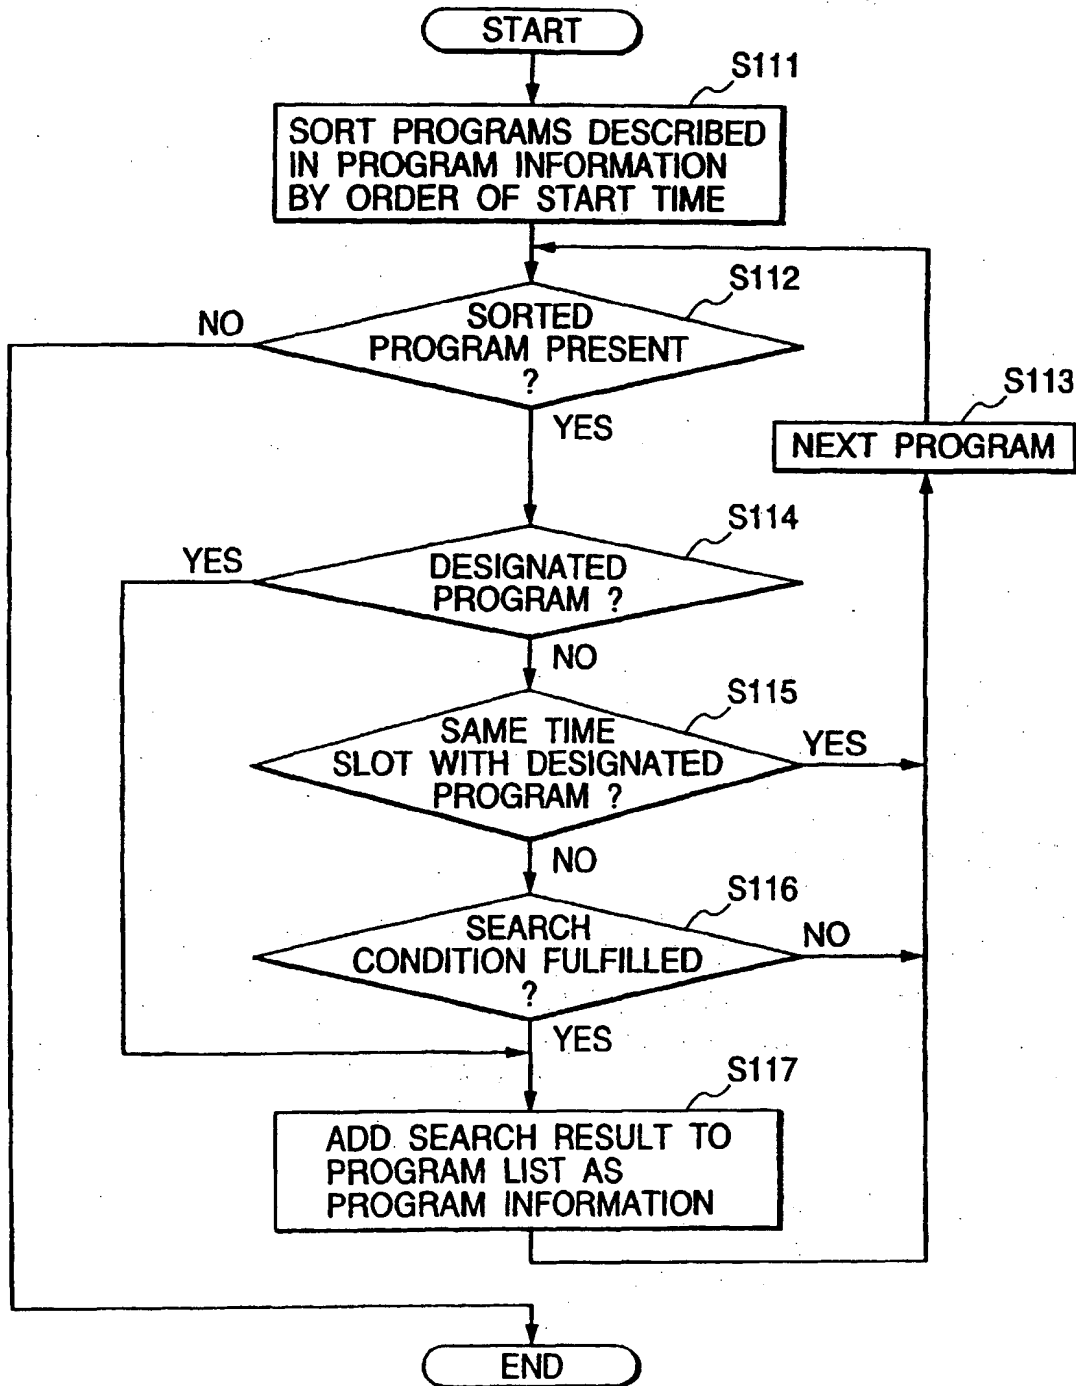 START
S111
SORT PROGRAMS DESCRIBED
IN PROGRAM INFORMATION
BY ORDER OF START TIME
S112
NO
SORTED
PROGRAM PRESENT
?
YES
S113
NEXT PROGRAM
S114
YES
DESIGNATED
PROGRAM ?
NO
S115
SAME TIME
SLOT WITH DESIGNATED
PROGRAM ?
YES
NO
S116
SEARCH
CONDITION FULFILLED
?
NO
YES
S117
ADD SEARCH RESULT TO
PROGRAM LIST AS
PROGRAM INFORMATION
END